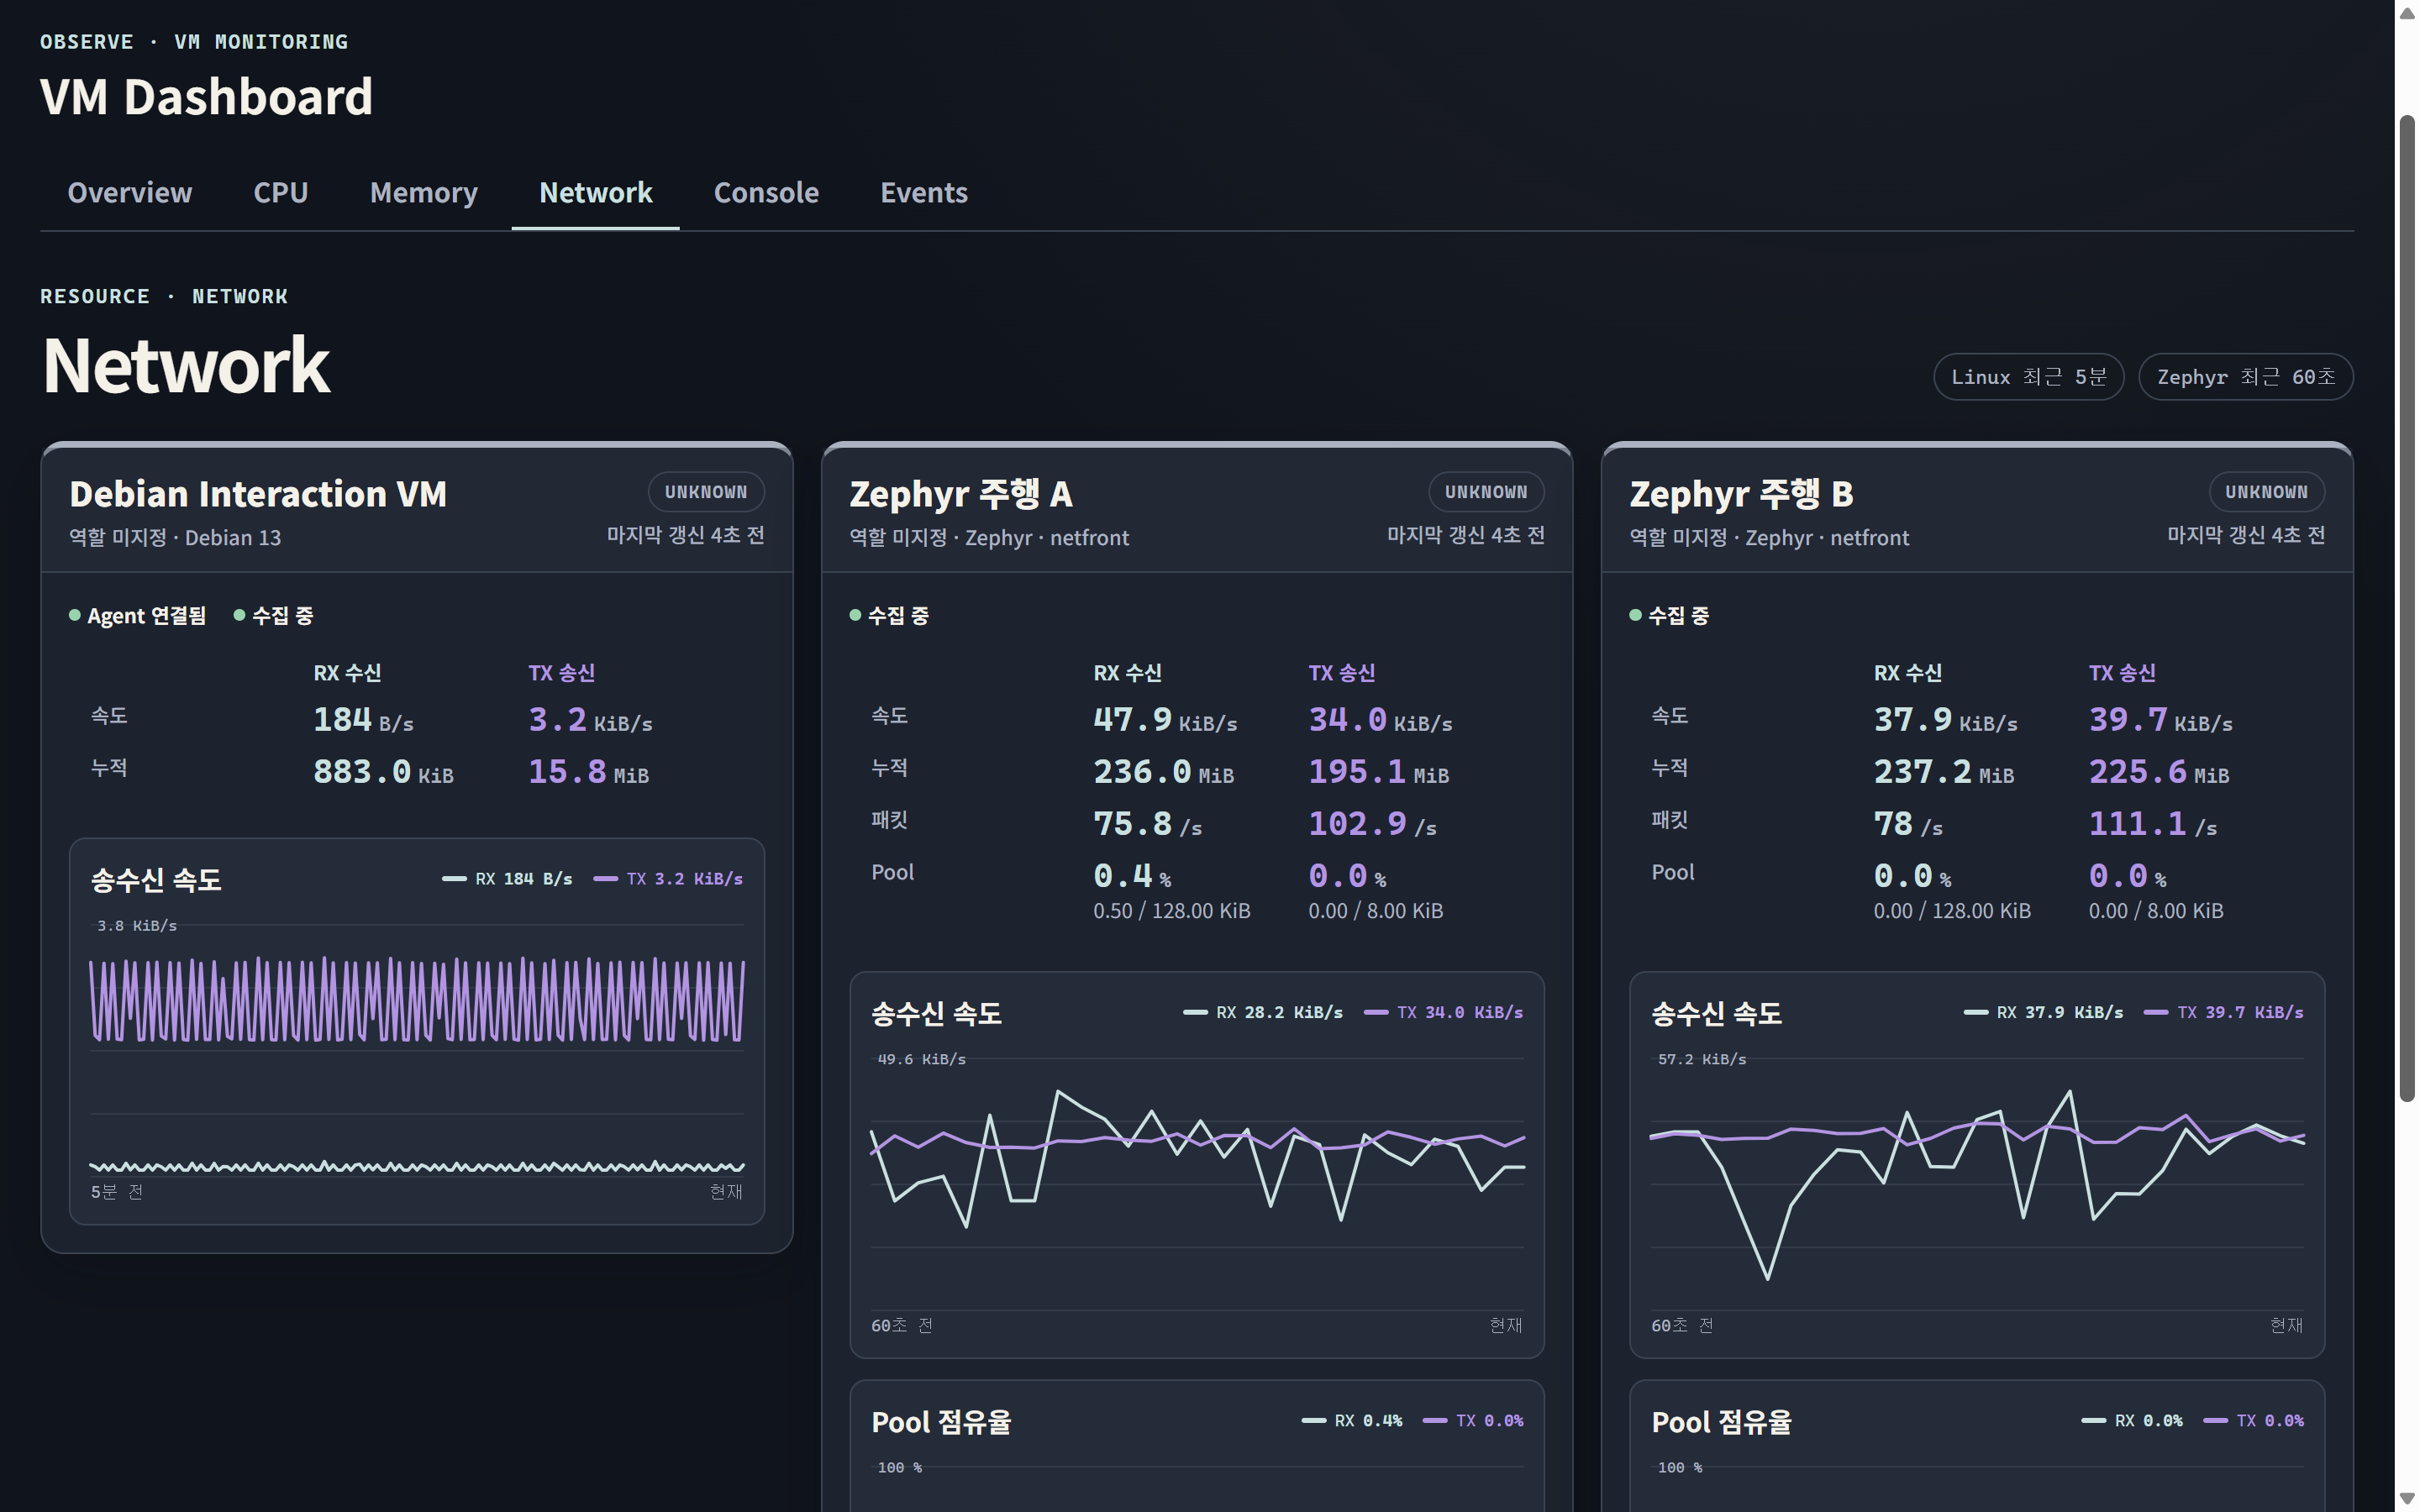 OBSERVE · VM MONITORING
VM Dashboard
Overview CPU Memory Network Console Events
RESOURCE · NETWORK
Network
Linux 최근 5분 Zephyr 최근 60초
Debian Interaction VM UNKNOWN
역할 미지정 · Debian 13 마지막 갱신 4초 전
Agent 연결됨 수집 중
RX 수신 TX 송신
속도 184 B/s 3.2 KiB/s
누적 883.0 KiB 15.8 MiB
송수신 속도 RX 184 B/s TX 3.2 KiB/s
3.8 KiB/s
5분 전 현재
Zephyr 주행 A UNKNOWN
역할 미지정 · Zephyr · netfront 마지막 갱신 4초 전
수집 중
RX 수신 TX 송신
속도 47.9 KiB/s 34.0 KiB/s
누적 236.0 MiB 195.1 MiB
패킷 75.8 /s 102.9 /s
Pool 0.4 % 0.0 %
0.50 / 128.00 KiB 0.00 / 8.00 KiB
송수신 속도 RX 28.2 KiB/s TX 34.0 KiB/s
49.6 KiB/s
60초 전 현재
Pool 점유율 RX 0.4% TX 0.0%
100 %
Zephyr 주행 B UNKNOWN
역할 미지정 · Zephyr · netfront 마지막 갱신 4초 전
수집 중
RX 수신 TX 송신
속도 37.9 KiB/s 39.7 KiB/s
누적 237.2 MiB 225.6 MiB
패킷 78 /s 111.1 /s
Pool 0.0 % 0.0 %
0.00 / 128.00 KiB 0.00 / 8.00 KiB
송수신 속도 RX 37.9 KiB/s TX 39.7 KiB/s
57.2 KiB/s
60초 전 현재
Pool 점유율 RX 0.0% TX 0.0%
100 %